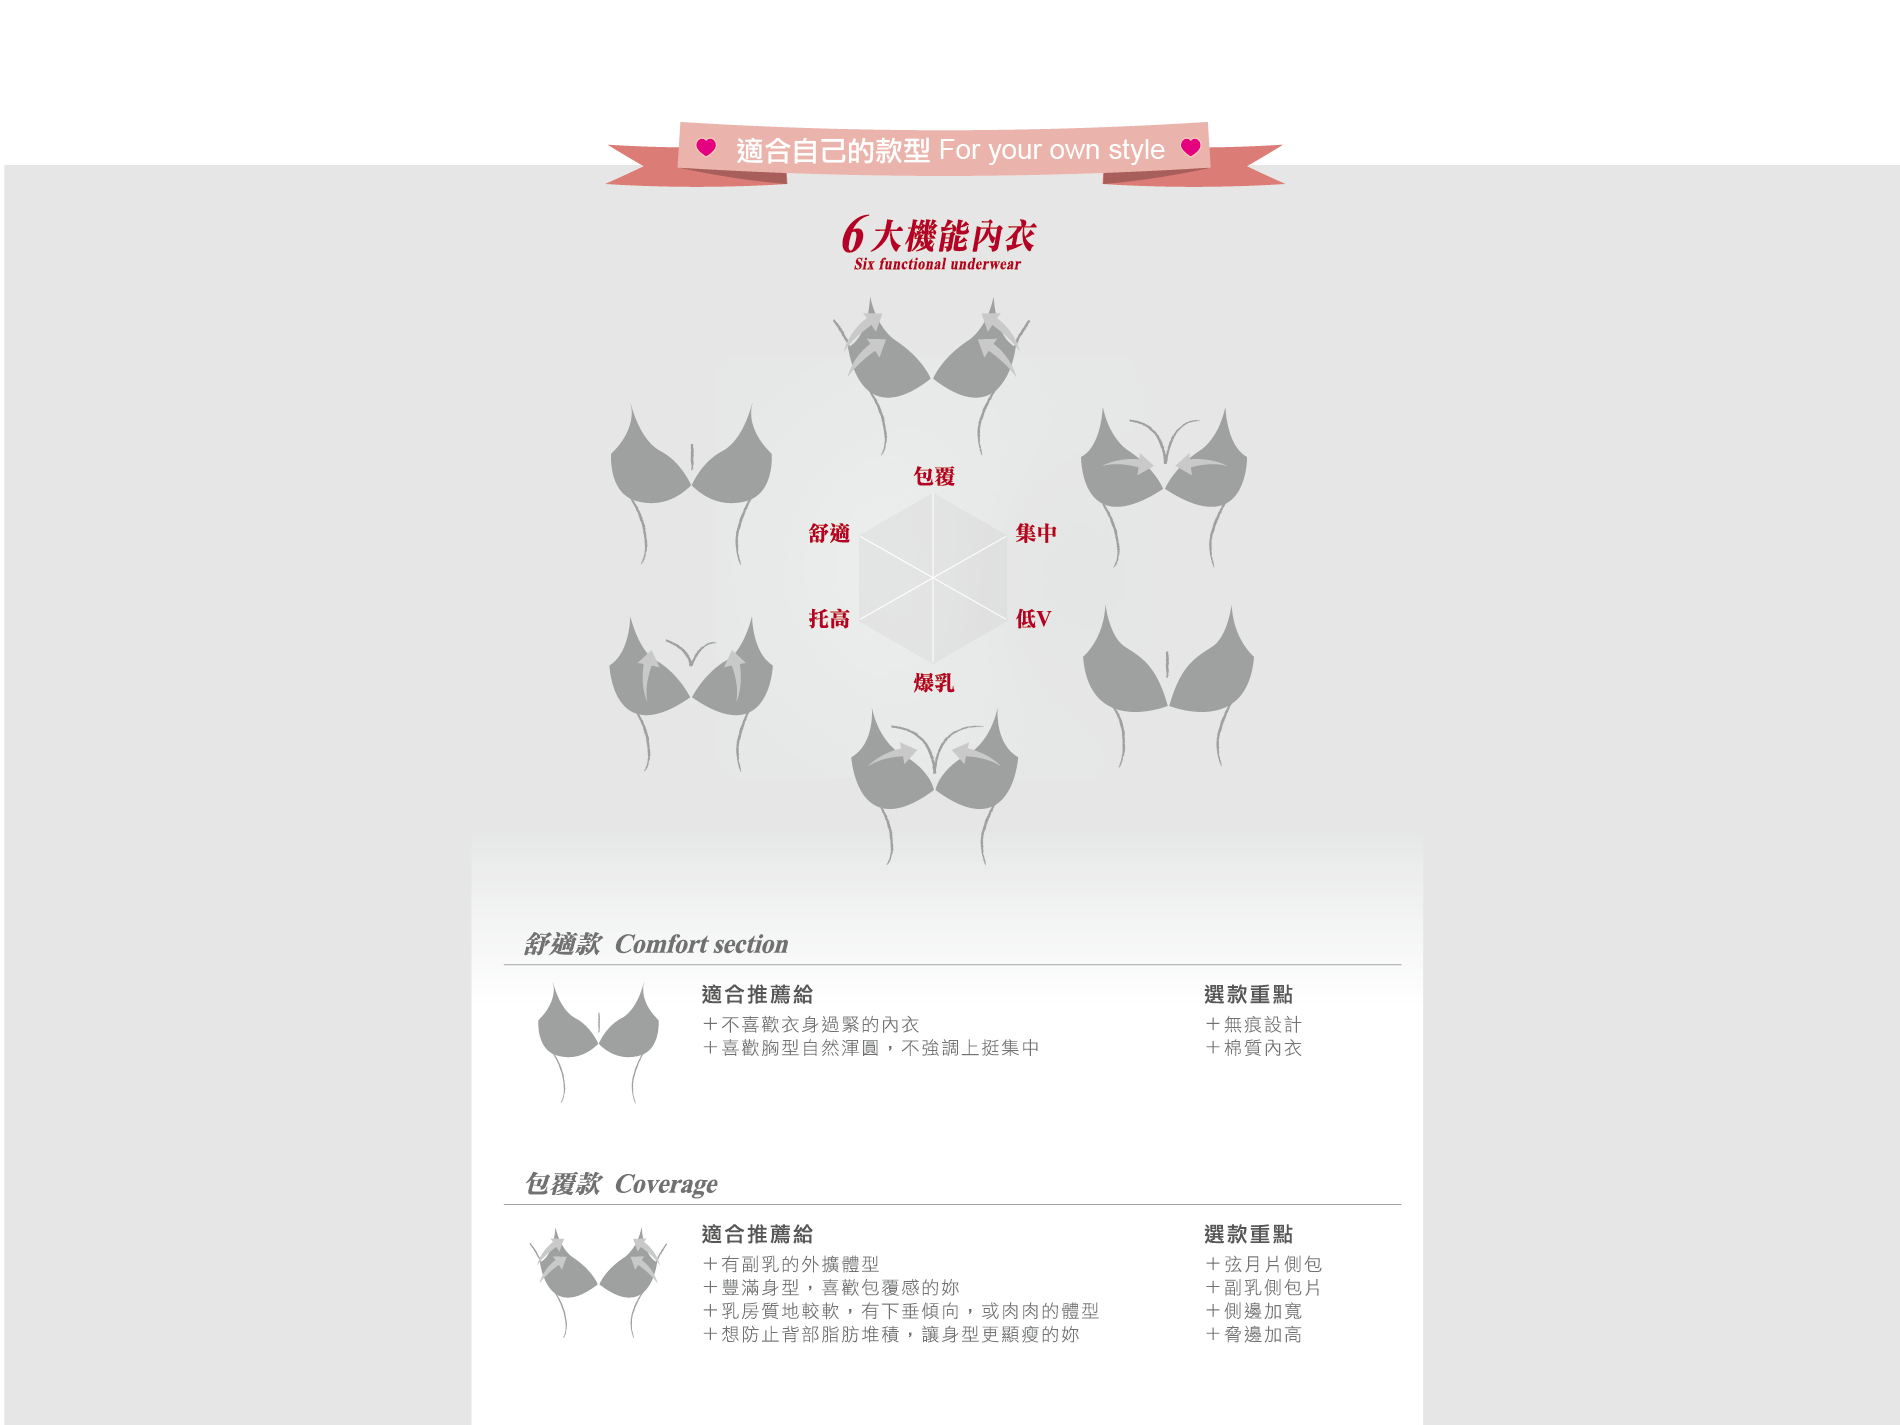 適合自己的款型 For your own style
6大機能內衣
Six functional underwear
包覆
舒適
集中
托高
低V
爆乳
舒適款 Comfort section
適合推薦給
＋不喜歡衣身過緊的內衣
＋喜歡胸型自然渾圓，不強調上挺集中
選款重點
＋無痕設計
＋棉質內衣
包覆款 Coverage
適合推薦給
＋有副乳的外擴體型
＋豐滿身型，喜歡包覆感的妳
＋乳房質地較軟，有下垂傾向，或肉肉的體型
＋想防止背部脂肪堆積，讓身型更顯瘦的妳
選款重點
＋弦月片側包
＋副乳側包片
＋側邊加寬
＋脅邊加高